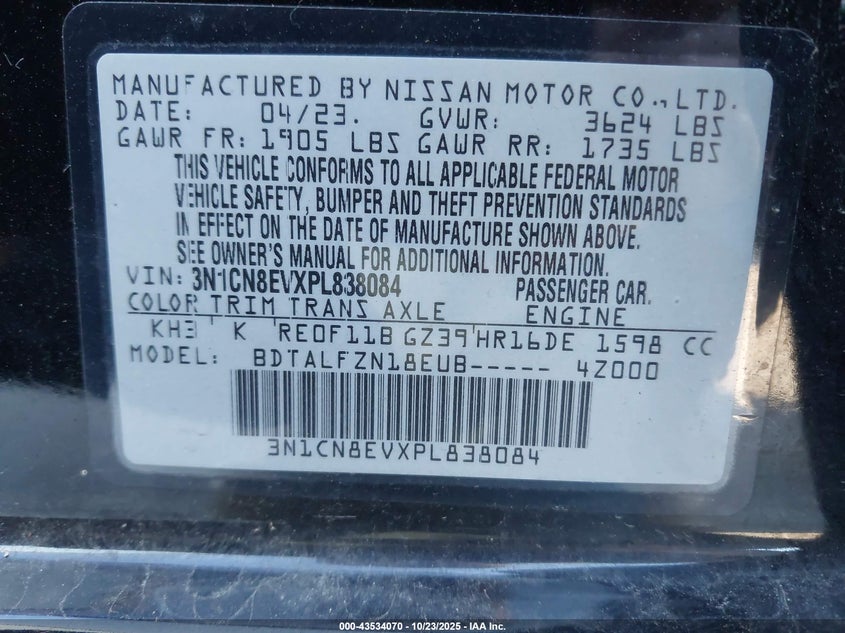 MANUFACTURED BY NISSAN MOTOR CO.,LTD.
DATE: 04/23. GVWR: 3624 LBS
GAWR FR: 1905 LBS GAWR RR: 1735 LBS
THIS VEHICLE CONFORMS TO ALL APPLICABLE FEDERAL MOTOR
VEHICLE SAFETY, BUMPER AND THEFT PREVENTION STANDARDS
IN EFFECT ON THE DATE OF MANUFACTURE SHOWN ABOVE.
SEE OWNER'S MANUAL FOR ADDITIONAL INFORMATION.
VIN: 3N1CN8EVXPL838084 PASSENGER CAR.
COLOR TRIM TRANS AXLE ENGINE
KH3 K RE0F11B GZ39 HR16DE 1598 CC
MODEL: BDTALFZN18EUB----- 4Z000
3N1CN8EVXPL838084
000-43534070 - 10/23/2025 - IAA Inc.